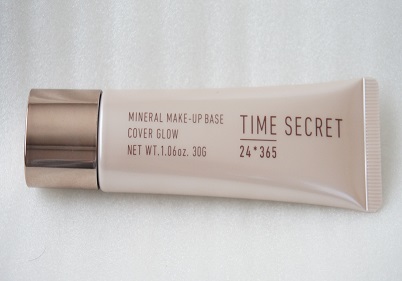 MINERAL MAKE-UP BASE
COVER GLOW
NET WT.1.06oz. 30G
TIME SECRET
24*365